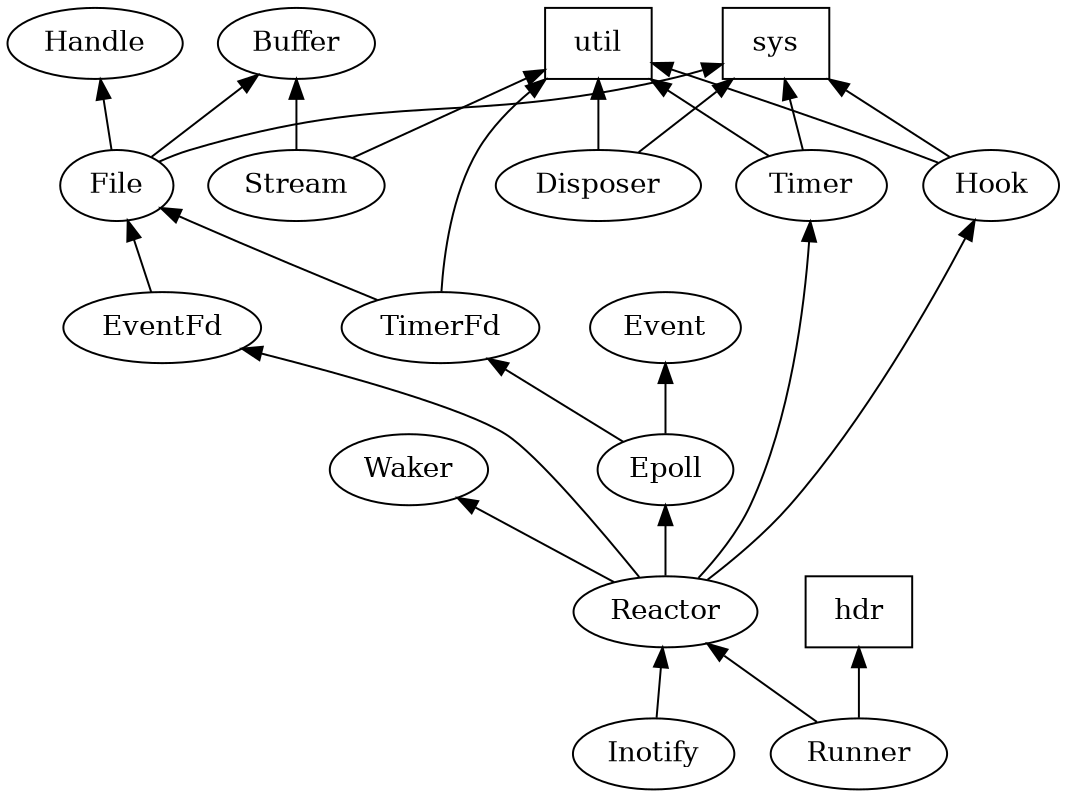 Handle
Buffer
util
sys
File
Stream
Disposer
Timer
Hook
EventFd
TimerFd
Event
Waker
Epoll
Reactor
hdr
Inotify
Runner